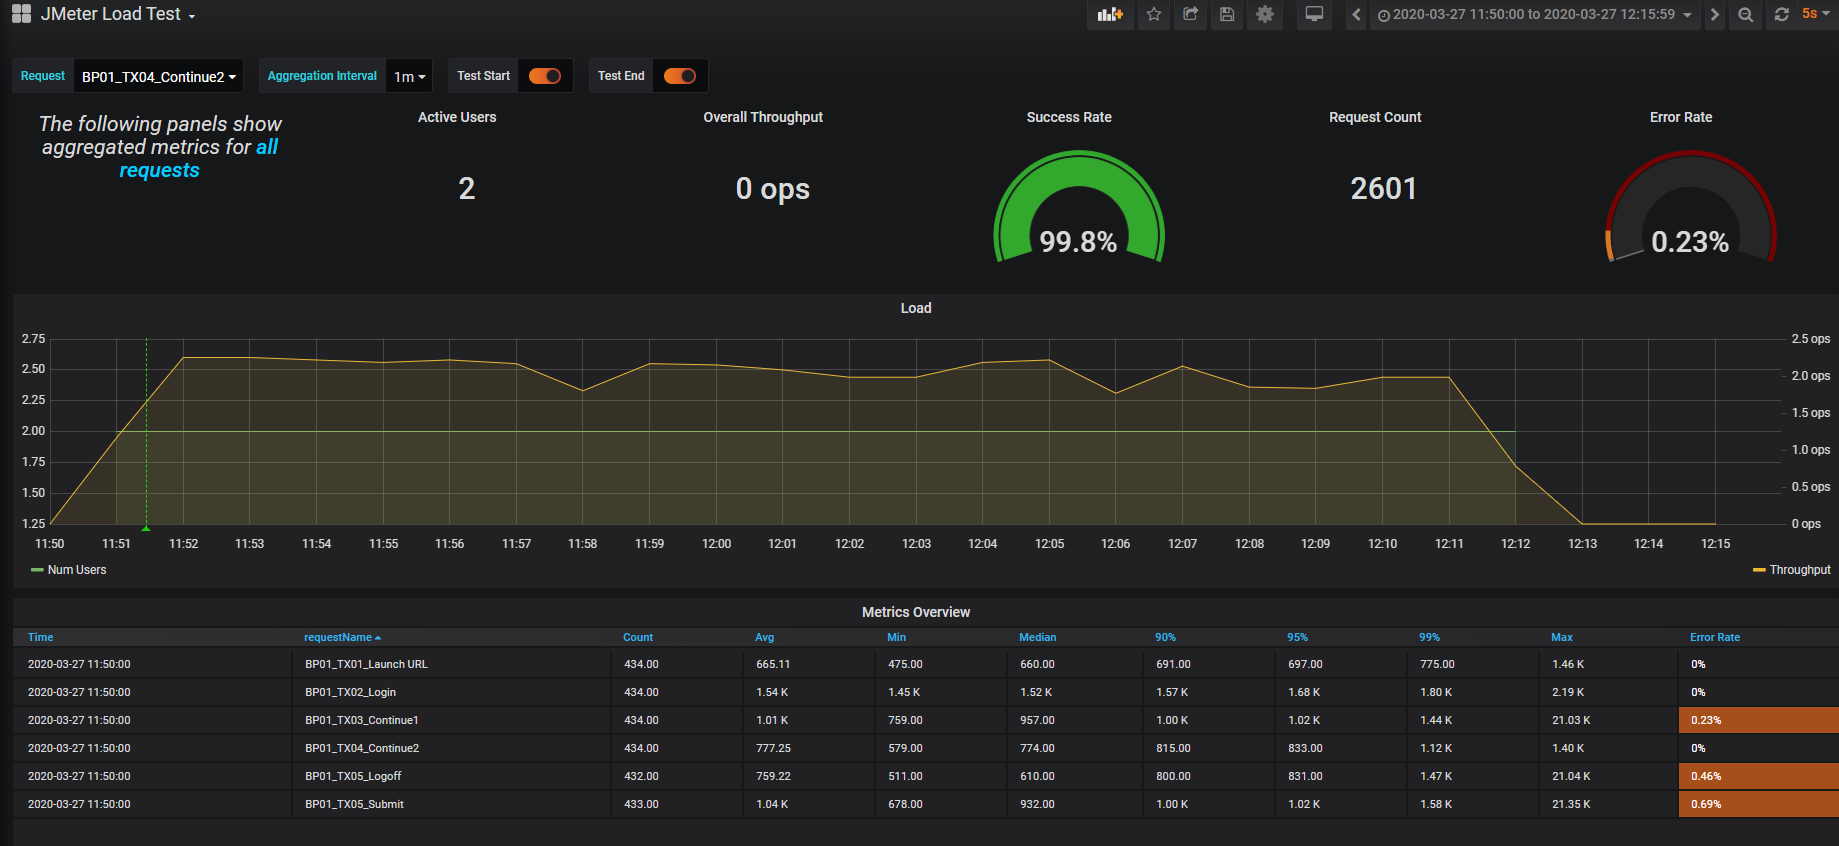 JMeter Load Test
2020-03-27 11:50:00 to 2020-03-27 12:15:59
5s
Request BP01_TX04_Continue2 Aggregation Interval 1m Test Start Test End
The following panels show
aggregated metrics for all
requests
Active Users
2
Overall Throughput
0 ops
Success Rate
99.8%
Request Count
2601
Error Rate
0.23%
Load
2.75
2.50
2.25
2.00
1.75
1.50
1.25
2.5 ops
2.0 ops
1.5 ops
1.0 ops
0.5 ops
0 ops
11:50 11:51 11:52 11:53 11:54 11:55 11:56 11:57 11:58 11:59 12:00 12:01 12:02 12:03 12:04 12:05 12:06 12:07 12:08 12:09 12:10 12:11 12:12 12:13 12:14 12:15
Num Users Throughput
Metrics Overview
Time requestName Count Avg Min Median 90% 95% 99% Max Error Rate
2020-03-27 11:50:00 BP01_TX01_Launch URL 434.00 665.11 475.00 660.00 691.00 697.00 775.00 1.46 K 0%
2020-03-27 11:50:00 BP01_TX02_Login 434.00 1.54 K 1.45 K 1.52 K 1.57 K 1.68 K 1.80 K 2.19 K 0%
2020-03-27 11:50:00 BP01_TX03_Continue1 434.00 1.01 K 759.00 957.00 1.00 K 1.02 K 1.44 K 21.03 K 0.23%
2020-03-27 11:50:00 BP01_TX04_Continue2 434.00 777.25 579.00 774.00 815.00 833.00 1.12 K 1.40 K 0%
2020-03-27 11:50:00 BP01_TX05_Logoff 432.00 759.22 511.00 610.00 800.00 831.00 1.47 K 21.04 K 0.46%
2020-03-27 11:50:00 BP01_TX05_Submit 433.00 1.04 K 678.00 932.00 1.00 K 1.02 K 1.58 K 21.35 K 0.69%